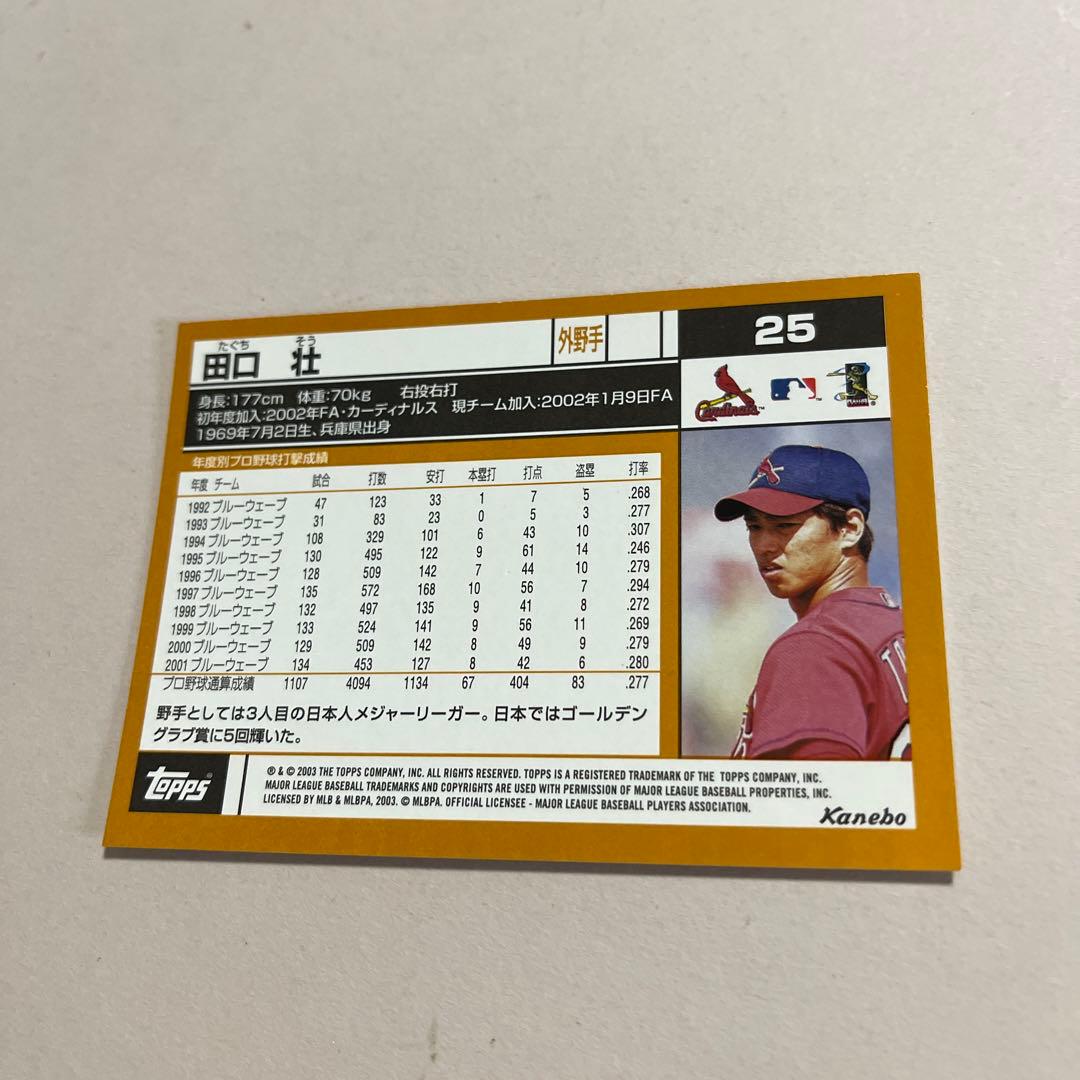 たぐち そう
田口 壮
外野手
25
身長:177cm 体重:70kg 右投右打
初年度加入:2002年FA・カーディナルス 現チーム加入:2002年1月9日FA
1969年7月2日生、兵庫県出身
Cardinals
年度別プロ野球打撃成績
年度 チーム 試合 打数 安打 本塁打 打点 盗塁 打率
1992 ブルーウェーブ 47 123 33 1 7 5 .268
1993 ブルーウェーブ 31 83 23 0 5 3 .277
1994 ブルーウェーブ 108 329 101 6 43 10 .307
1995 ブルーウェーブ 130 495 122 9 61 14 .246
1996 ブルーウェーブ 128 509 142 7 44 10 .279
1997 ブルーウェーブ 135 572 168 10 56 7 .294
1998 ブルーウェーブ 132 497 135 9 41 8 .272
1999 ブルーウェーブ 133 524 141 9 56 11 .269
2000 ブルーウェーブ 129 509 142 8 49 9 .279
2001 ブルーウェーブ 134 453 127 8 42 6 .280
プロ野球通算成績 1107 4094 1134 67 404 83 .277
野手としては3人目の日本人メジャーリーガー。日本ではゴールデン
グラブ賞に5回輝いた。
TOPPS®
® & © 2003 THE TOPPS COMPANY, INC. ALL RIGHTS RESERVED. TOPPS IS A REGISTERED TRADEMARK OF THE TOPPS COMPANY, INC.
MAJOR LEAGUE BASEBALL TRADEMARKS AND COPYRIGHTS ARE USED WITH PERMISSION OF MAJOR LEAGUE BASEBALL PROPERTIES, INC.
LICENSED BY MLB & MLBPA, 2003. © MLBPA. OFFICIAL LICENSEE - MAJOR LEAGUE BASEBALL PLAYERS ASSOCIATION.
Kanebo